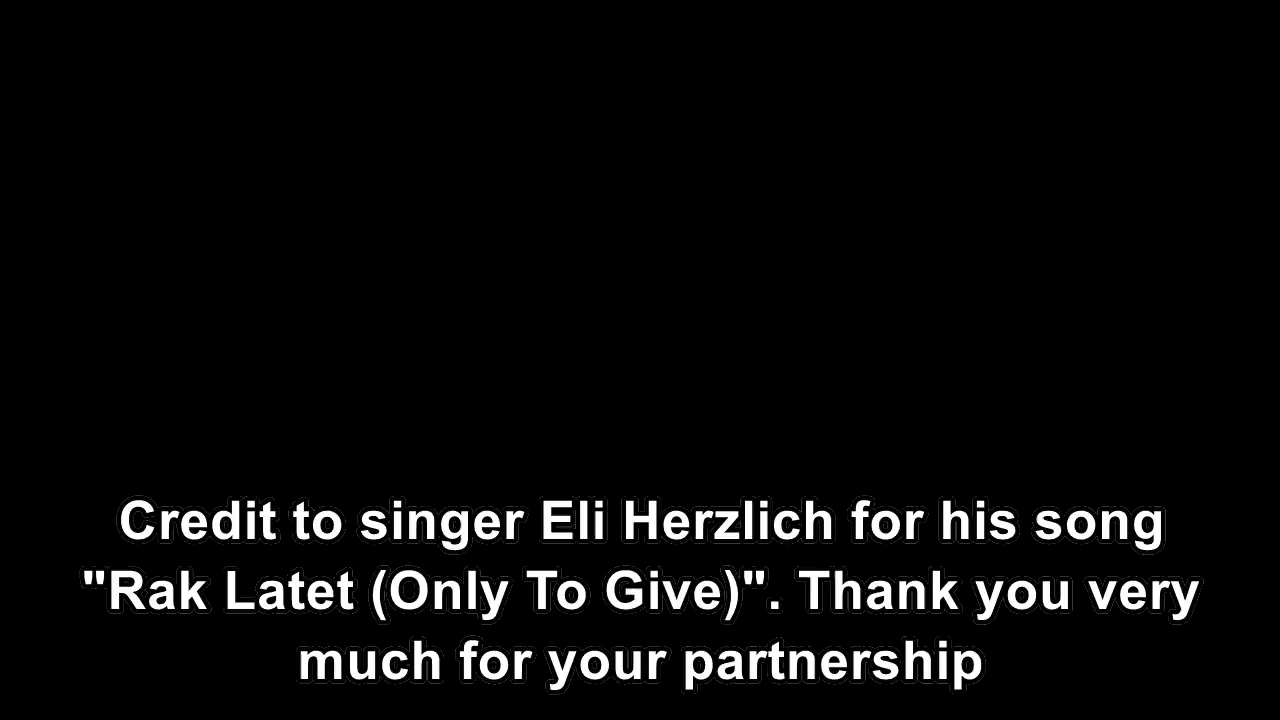 Credit to singer Eli Herzlich for his song
"Rak Latet (Only To Give)". Thank you very
much for your partnership